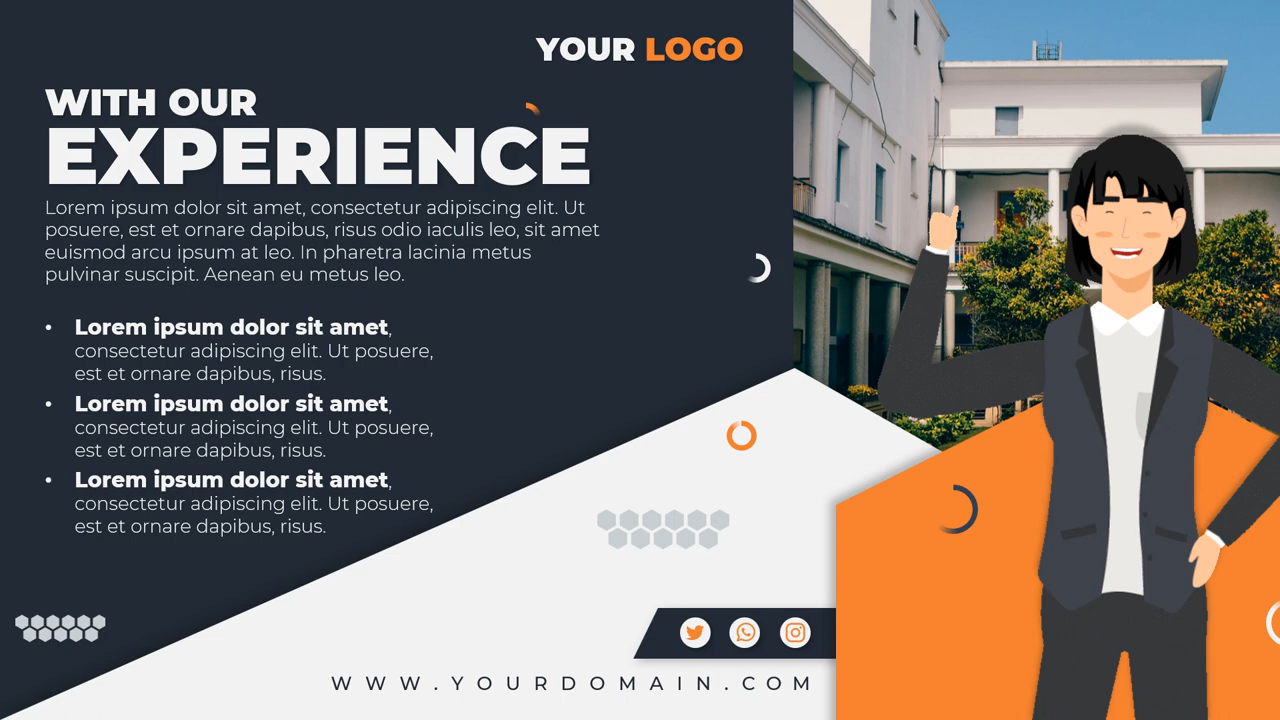 YOUR LOGO
WITH OUR
EXPERIENCE
Lorem ipsum dolor sit amet, consectetur adipiscing elit. Ut
posuere, est et ornare dapibus, risus odio iaculis leo, sit amet
euismod arcu ipsum at leo. In pharetra lacinia metus
pulvinar suscipit. Aenean eu metus leo.
• Lorem ipsum dolor sit amet,
consectetur adipiscing elit. Ut posuere,
est et ornare dapibus, risus.
• Lorem ipsum dolor sit amet,
consectetur adipiscing elit. Ut posuere,
est et ornare dapibus, risus.
• Lorem ipsum dolor sit amet,
consectetur adipiscing elit. Ut posuere,
est et ornare dapibus, risus.
WWW.YOURDOMAIN.COM